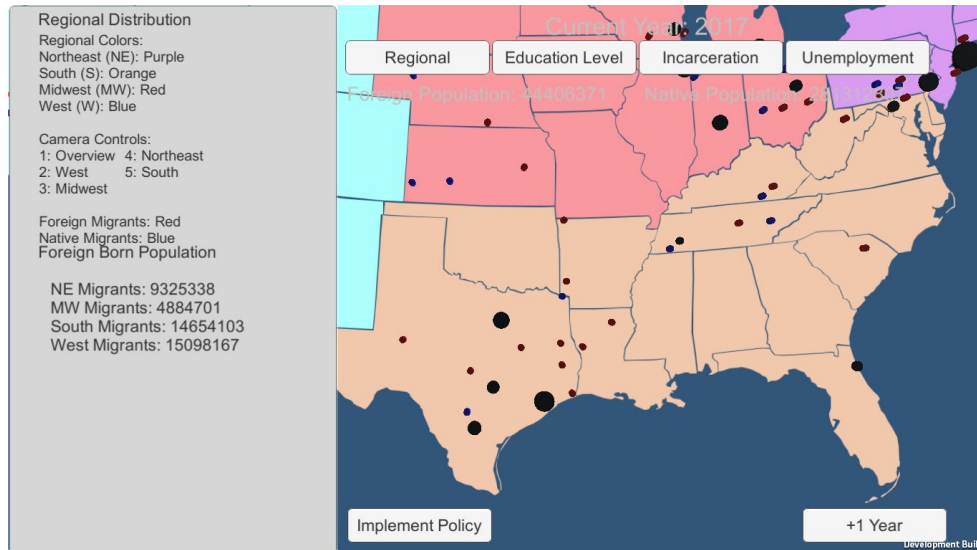 Regional Distribution
Regional Colors:
Northeast (NE): Purple
South (S): Orange
Midwest (MW): Red
West (W): Blue
Camera Controls:
1: Overview 4: Northeast
2: West 5: South
3: Midwest
Foreign Migrants: Red
Native Migrants: Blue
Foreign Born Population
NE Migrants: 9325338
MW Migrants: 4884701
South Migrants: 14654103
West Migrants: 15098167
Current Year: 2017
Regional
Education Level
Incarceration
Unemployment
Foreign Population: 44406371
Native Population:
Implement Policy
+1 Year
Development